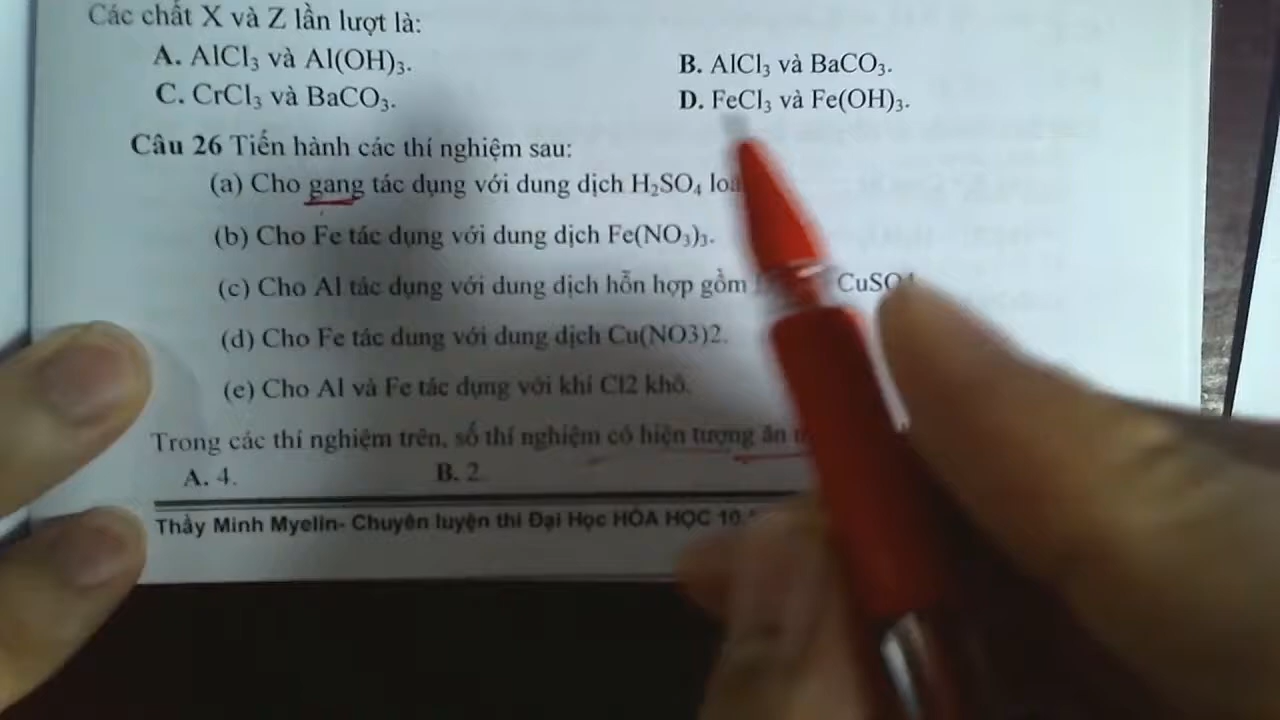 Các chất X và Z lần lượt là:
A. AlCl₃ và Al(OH)₃.
B. AlCl₃ và BaCO₃.
C. CrCl₃ và BaCO₃.
D. FeCl₃ và Fe(OH)₃.
Câu 26 Tiến hành các thí nghiệm sau:
(a) Cho gang tác dụng với dung dịch H₂SO₄
(b) Cho Fe tác dụng với dung dịch Fe(NO₃)₃.
(c) Cho Al tác dụng với dung dịch hỗn hợp gồm CuSO4
(d) Cho Fe tác dung với dung dịch Cu(NO3)2.
(e) Cho Al và Fe tác dụng với khí Cl2 khô.
Trong các thí nghiệm trên, số thí nghiệm có hiện tượng ăn
A. 4.
B. 2
Thầy Minh Myelin- Chuyên luyện thi Đại Học HÓA HỌC 10,